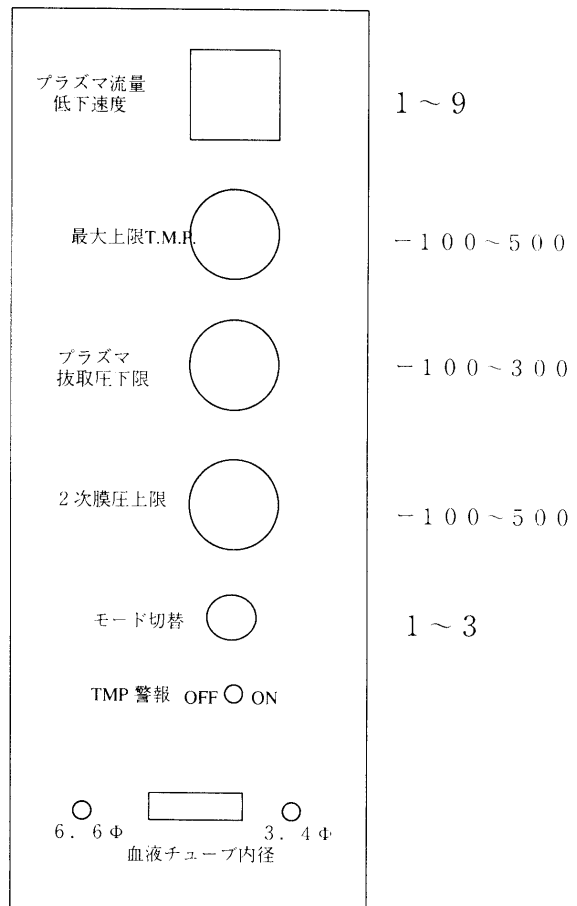 プラズマ流量
低下速度
1～9
最大上限T.M.P.
－100～500
プラズマ
抜取圧下限
－100～300
2次膜圧上限
－100～500
モード切替
1～3
TMP 警報 OFF ON
6．6Φ 3．4Φ
血液チューブ内径